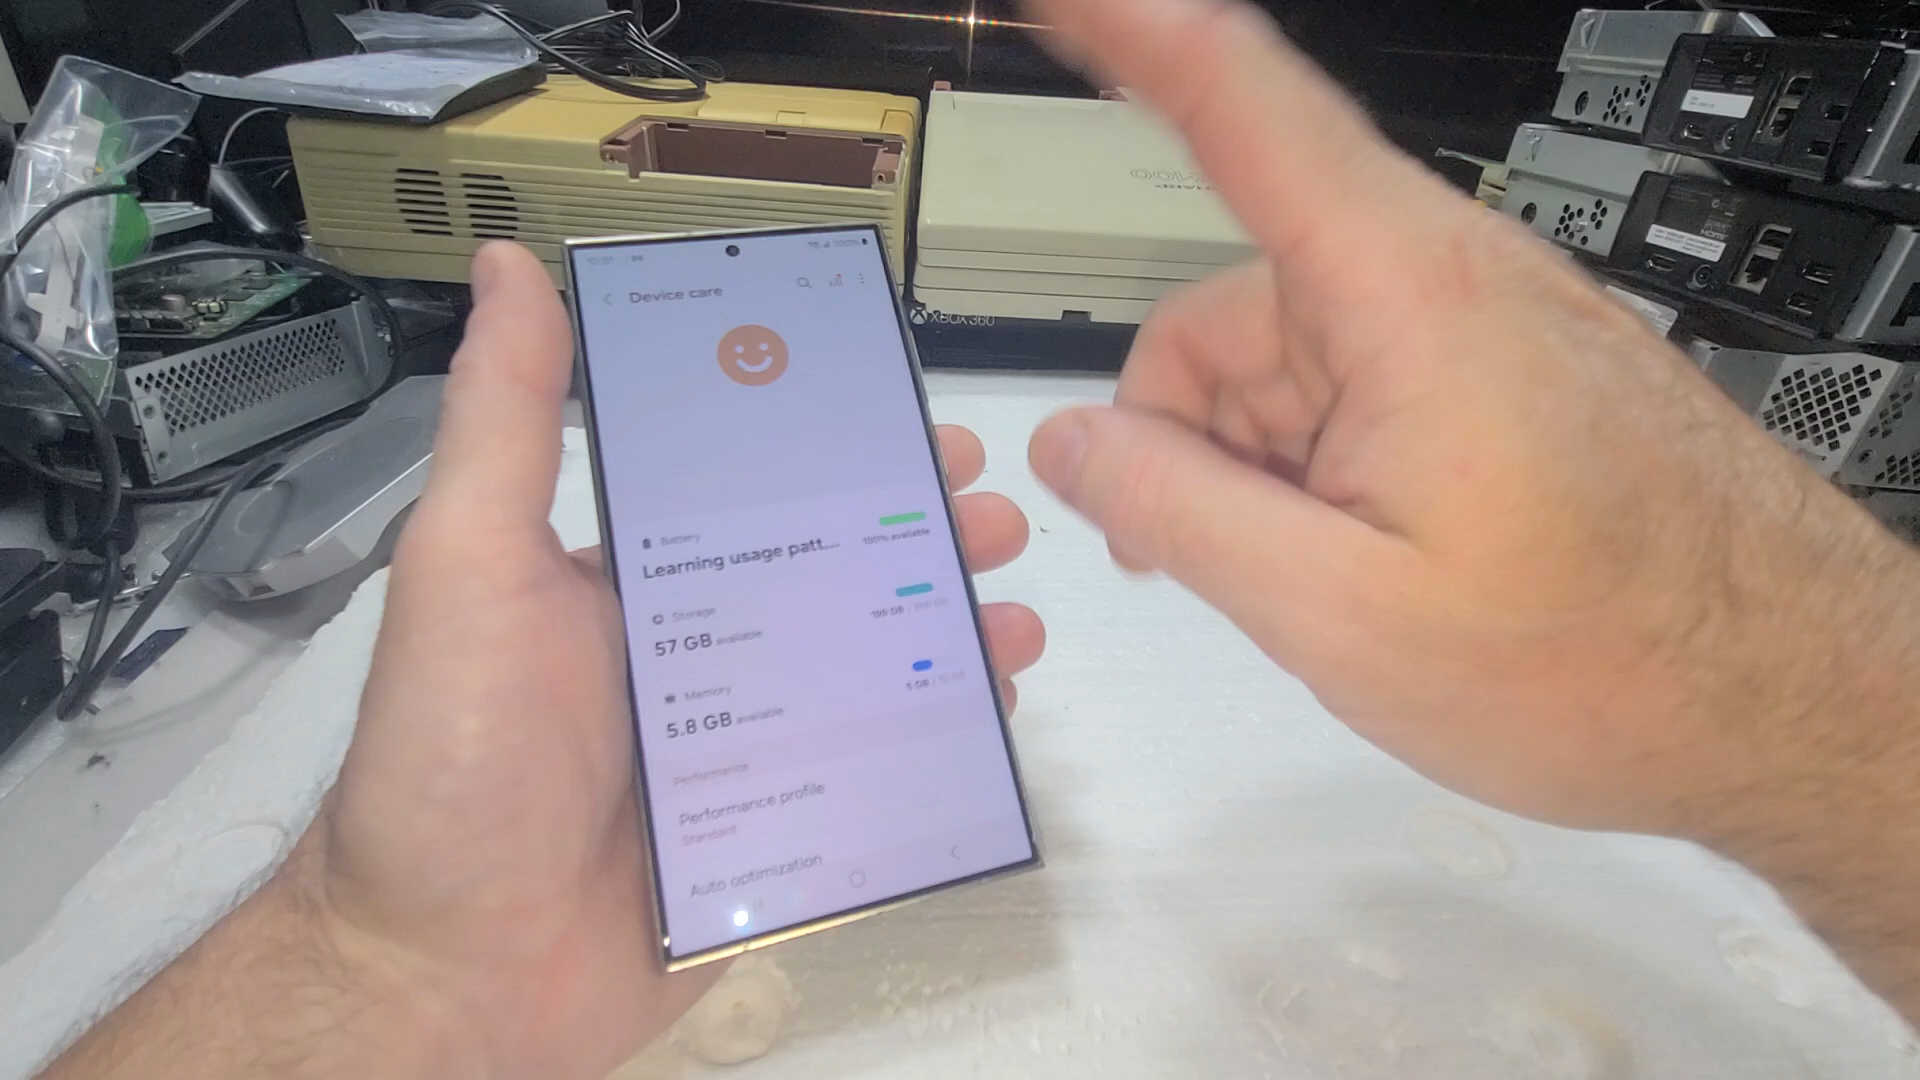 100%
Device care
Battery
Learning usage patt....
100% available
Storage
57 GB available
Memory
5.8 GB available
Performance
Performance profile
Standard
Auto optimization
XBOX 360